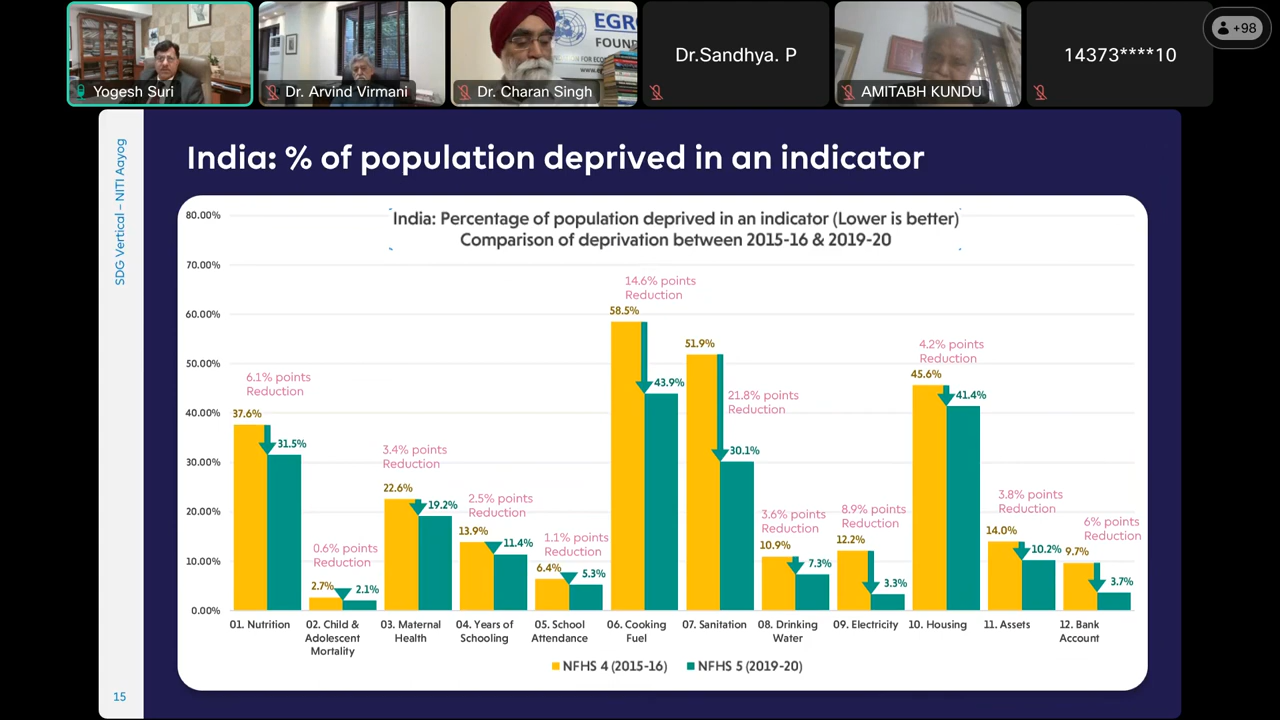 EGRO
FOUN
www.eg
+98
Yogesh Suri
Dr. Arvind Virmani
Dr. Charan Singh
Dr.Sandhya. P
AMITABH KUNDU
14373****10
SDG Vertical – NITI Aayog
15
India: % of population deprived in an indicator
India: Percentage of population deprived in an indicator (Lower is better)
Comparison of deprivation between 2015-16 & 2019-20
80.00%
70.00%
60.00%
50.00%
40.00%
30.00%
20.00%
10.00%
0.00%
6.1% points
Reduction
37.6%
31.5%
0.6% points
Reduction
2.7%
2.1%
3.4% points
Reduction
22.6%
19.2%
2.5% points
Reduction
13.9%
11.4%
1.1% points
Reduction
6.4%
5.3%
14.6% points
Reduction
58.5%
43.9%
51.9%
21.8% points
Reduction
30.1%
3.6% points
Reduction
10.9%
7.3%
8.9% points
Reduction
12.2%
3.3%
4.2% points
Reduction
45.6%
41.4%
3.8% points
Reduction
14.0%
10.2%
6% points
Reduction
9.7%
3.7%
01. Nutrition
02. Child &
Adolescent
Mortality
03. Maternal
Health
04. Years of
Schooling
05. School
Attendance
06. Cooking
Fuel
07. Sanitation
08. Drinking
Water
09. Electricity
10. Housing
11. Assets
12. Bank
Account
NFHS 4 (2015-16)
NFHS 5 (2019-20)